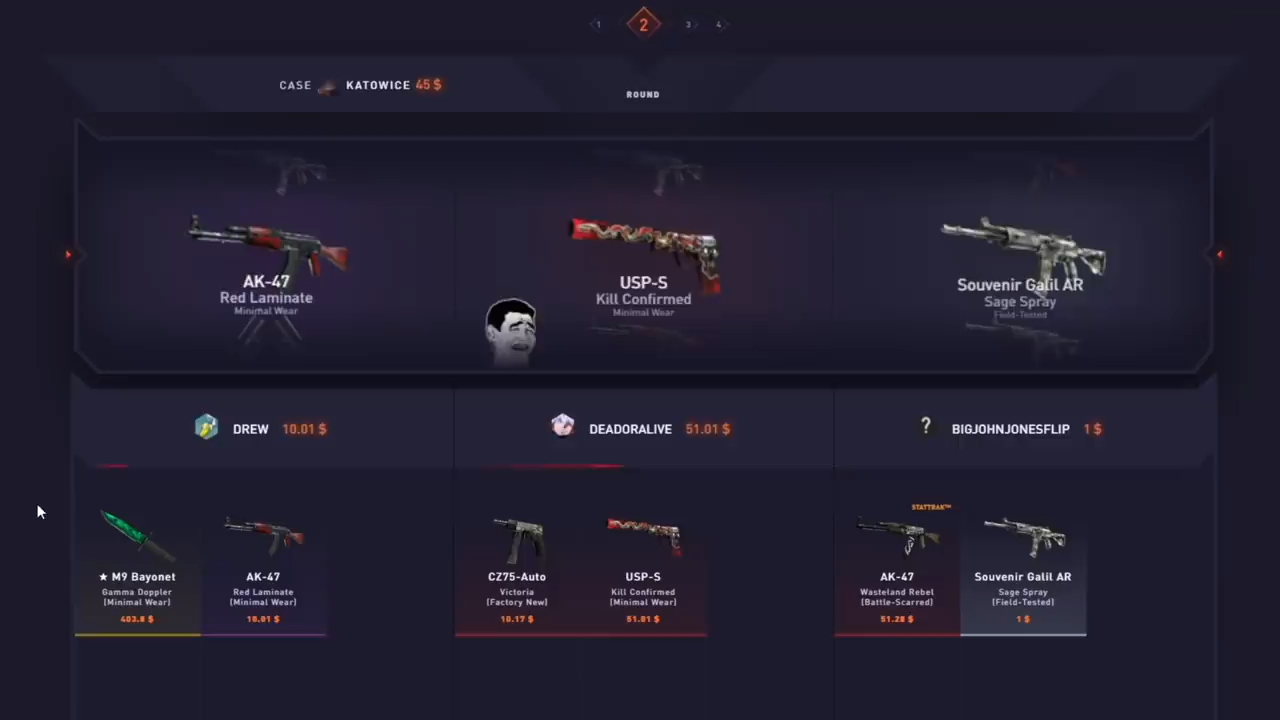 1
2
3
4
CASE KATOWICE 45 $
ROUND
AK-47
Red Laminate
Minimal Wear
USP-S
Kill Confirmed
Minimal Wear
Souvenir Galil AR
Sage Spray
Field-Tested
DREW 10.01 $
DEADORALIVE 51.01 $
? BIGJOHNJONESFLIP 1 $
★ M9 Bayonet
Gamma Doppler
(Minimal Wear)
403.8 $
AK-47
Red Laminate
(Minimal Wear)
10.01 $
CZ75-Auto
Victoria
(Factory New)
10.17 $
USP-S
Kill Confirmed
(Minimal Wear)
51.01 $
STATTRAK™
AK-47
Wasteland Rebel
(Battle-Scarred)
51.28 $
Souvenir Galil AR
Sage Spray
(Field-Tested)
1 $